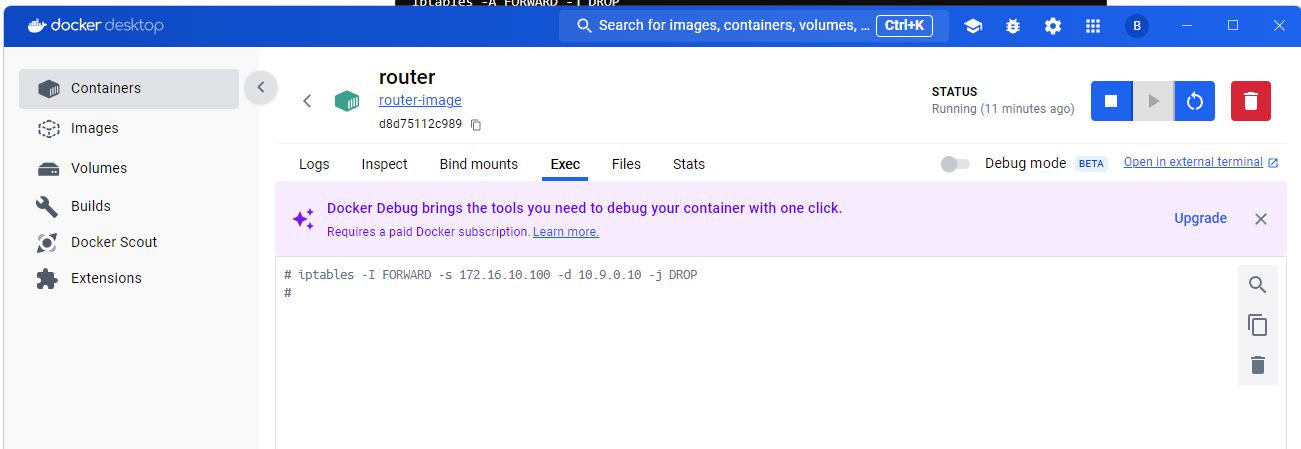 iptables -A FORWARD -j DROP
docker desktop
Search for images, containers, volumes, ...
Ctrl+K
B
Containers
Images
Volumes
Builds
Docker Scout
Extensions
router
router-image
d8d75112c989
STATUS
Running (11 minutes ago)
Logs
Inspect
Bind mounts
Exec
Files
Stats
Debug mode
BETA
Open in external terminal
Docker Debug brings the tools you need to debug your container with one click.
Requires a paid Docker subscription. Learn more.
Upgrade
# iptables -I FORWARD -s 172.16.10.100 -d 10.9.0.10 -j DROP
#